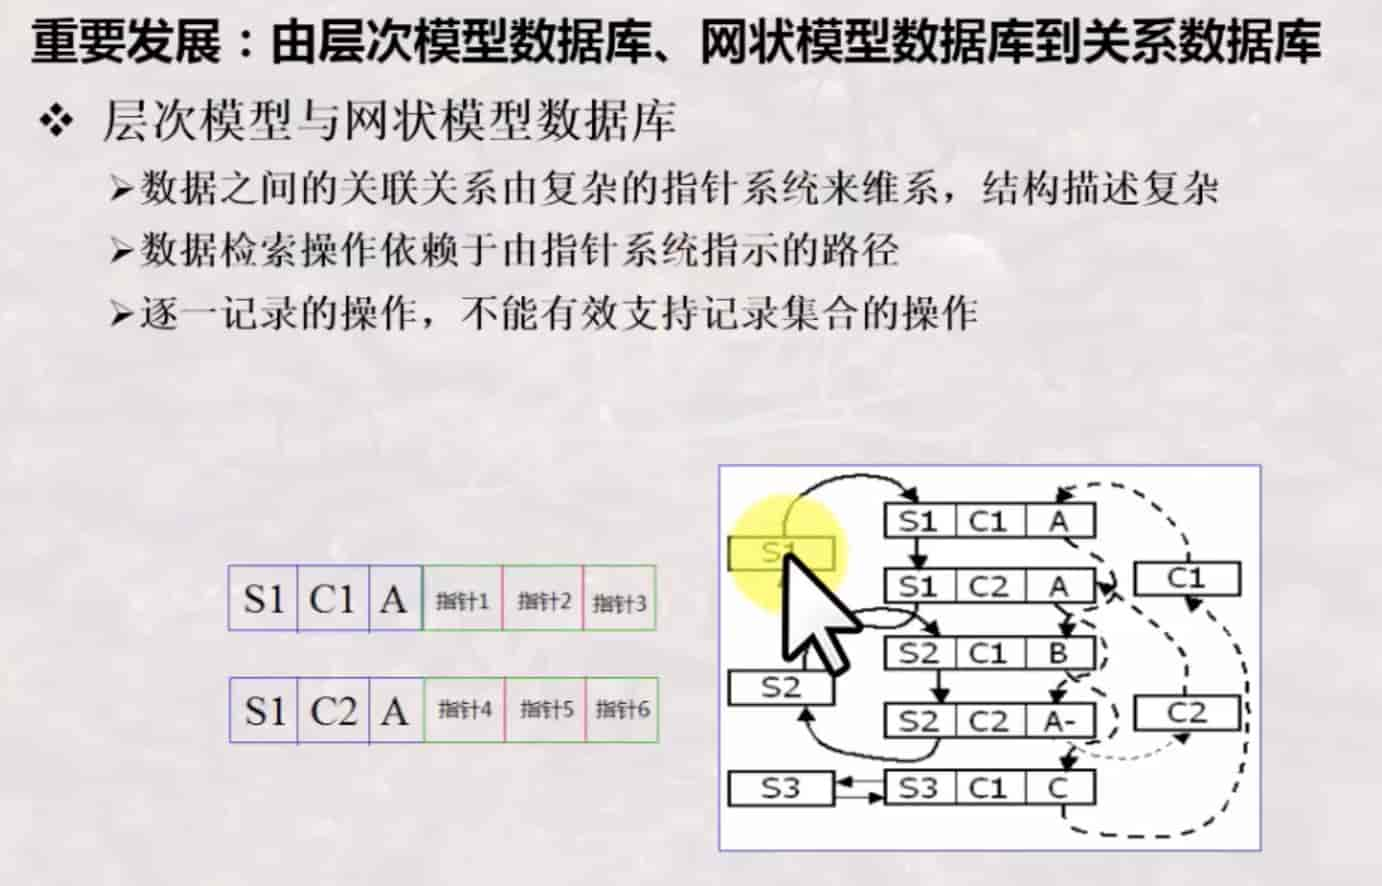 重要发展：由层次模型数据库、网状模型数据库到关系数据库
层次模型与网状模型数据库
数据之间的关联关系由复杂的指针系统来维系，结构描述复杂
数据检索操作依赖于由指针系统指示的路径
逐一记录的操作，不能有效支持记录集合的操作
S1 C1 A 指针1 指针2 指针3
S1 C2 A 指针4 指针5 指针6
S1
S2
S3
S1 C1 A
S1 C2 A
S2 C1 B
S2 C2 A-
S3 C1 C
C1
C2